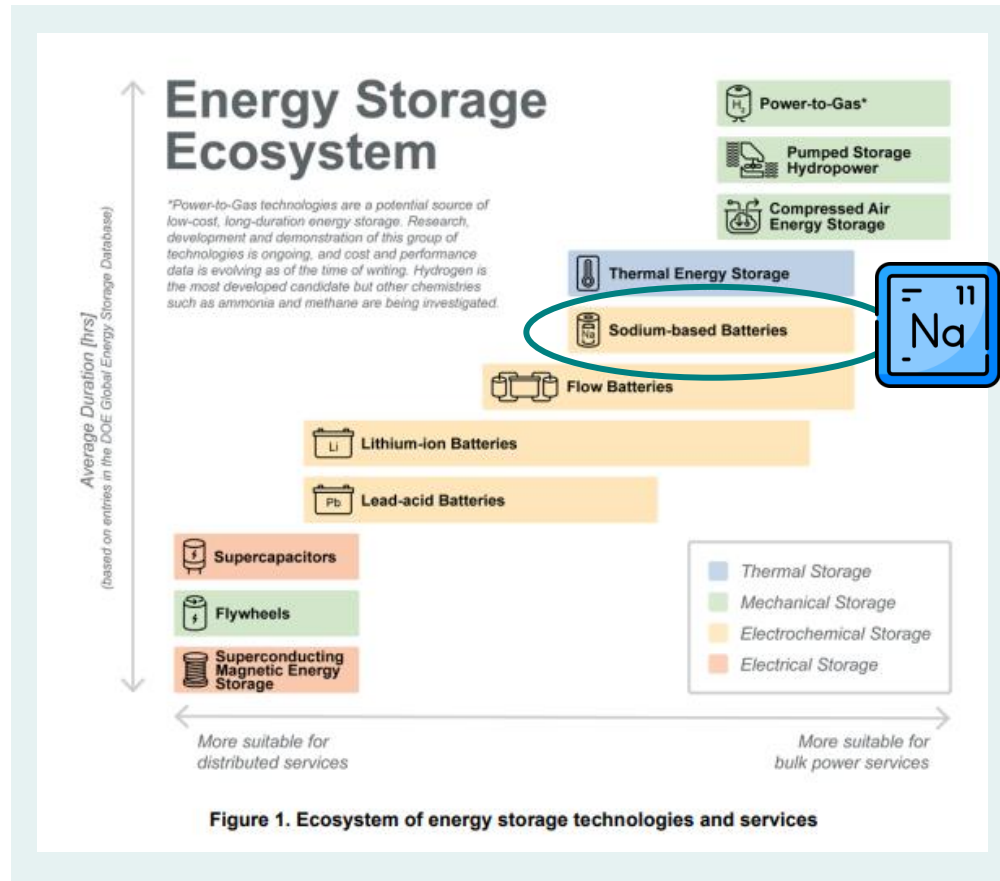 Energy Storage
Ecosystem
*Power-to-Gas technologies are a potential source of
low-cost, long-duration energy storage. Research,
development and demonstration of this group of
technologies is ongoing, and cost and performance
data is evolving as of the time of writing. Hydrogen is
the most developed candidate but other chemistries
such as ammonia and methane are being investigated.
Average Duration [hrs]
(based on entries in the DOE Global Energy Storage Database)
H₂
Power-to-Gas*
Pumped Storage
Hydropower
Compressed Air
Energy Storage
Thermal Energy Storage
Na
Sodium-based Batteries
11
Na
Flow Batteries
Li
Lithium-ion Batteries
Pb
Lead-acid Batteries
Supercapacitors
Flywheels
Superconducting
Magnetic Energy
Storage
Thermal Storage
Mechanical Storage
Electrochemical Storage
Electrical Storage
More suitable for
distributed services
More suitable for
bulk power services
Figure 1. Ecosystem of energy storage technologies and services